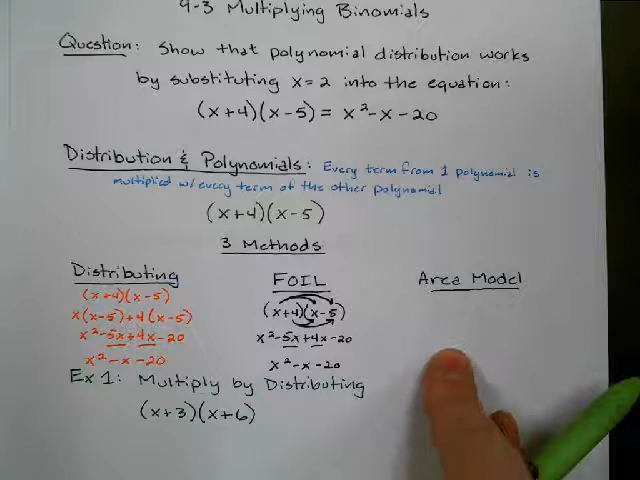 9-3 Multiplying Binomials
Question: Show that polynomial distribution works
by substituting x = 2 into the equation:
(x+4)(x-5) = x² - x - 20
Distribution & Polynomials: Every term from 1 polynomial is
multiplied w/every term of the other polynomial
(x+4)(x-5)
3 Methods
Distributing
(x+4)(x-5)
x(x-5)+4(x-5)
x²-5x+4x-20
x²-x-20
FOIL
(x+4)(x-5)
x²-5x+4x-20
x²-x-20
Area Model
Ex 1: Multiply by Distributing
(x+3)(x+6)